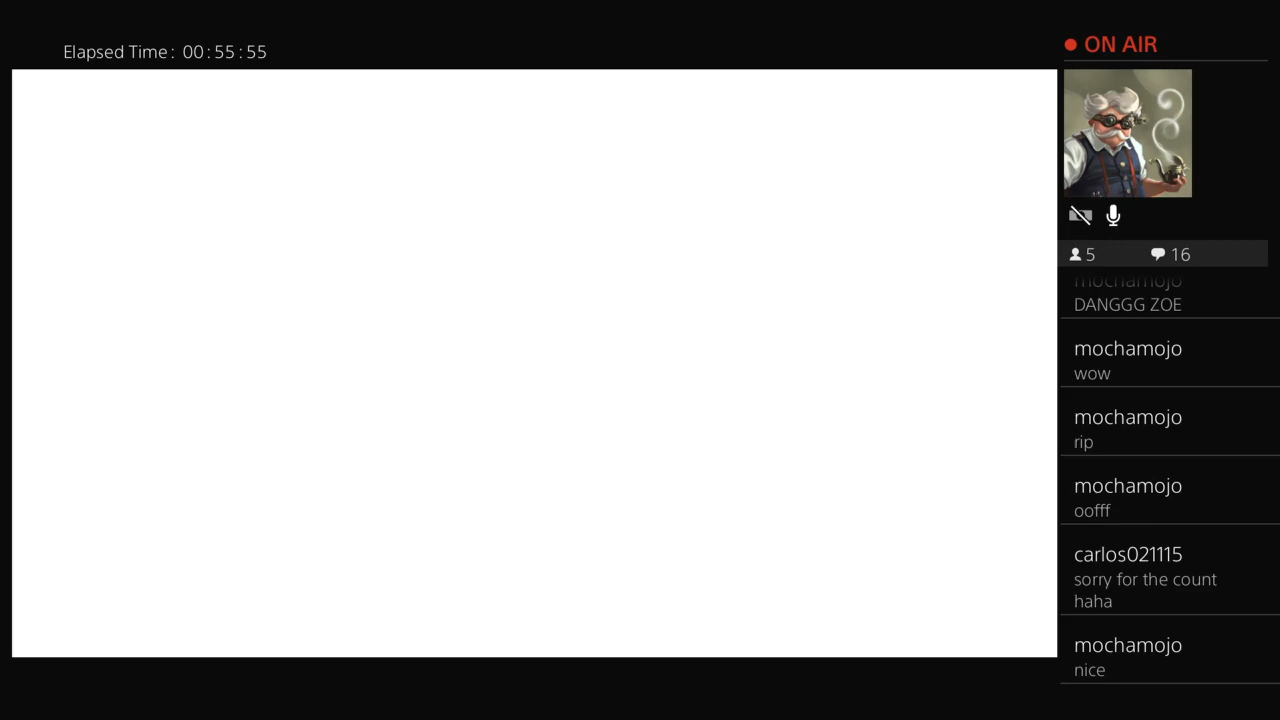 Elapsed Time: 00:55:55
ON AIR
5 16
mochamojo
DANGGG ZOE
mochamojo
wow
mochamojo
rip
mochamojo
oofff
carlos021115
sorry for the count
haha
mochamojo
nice